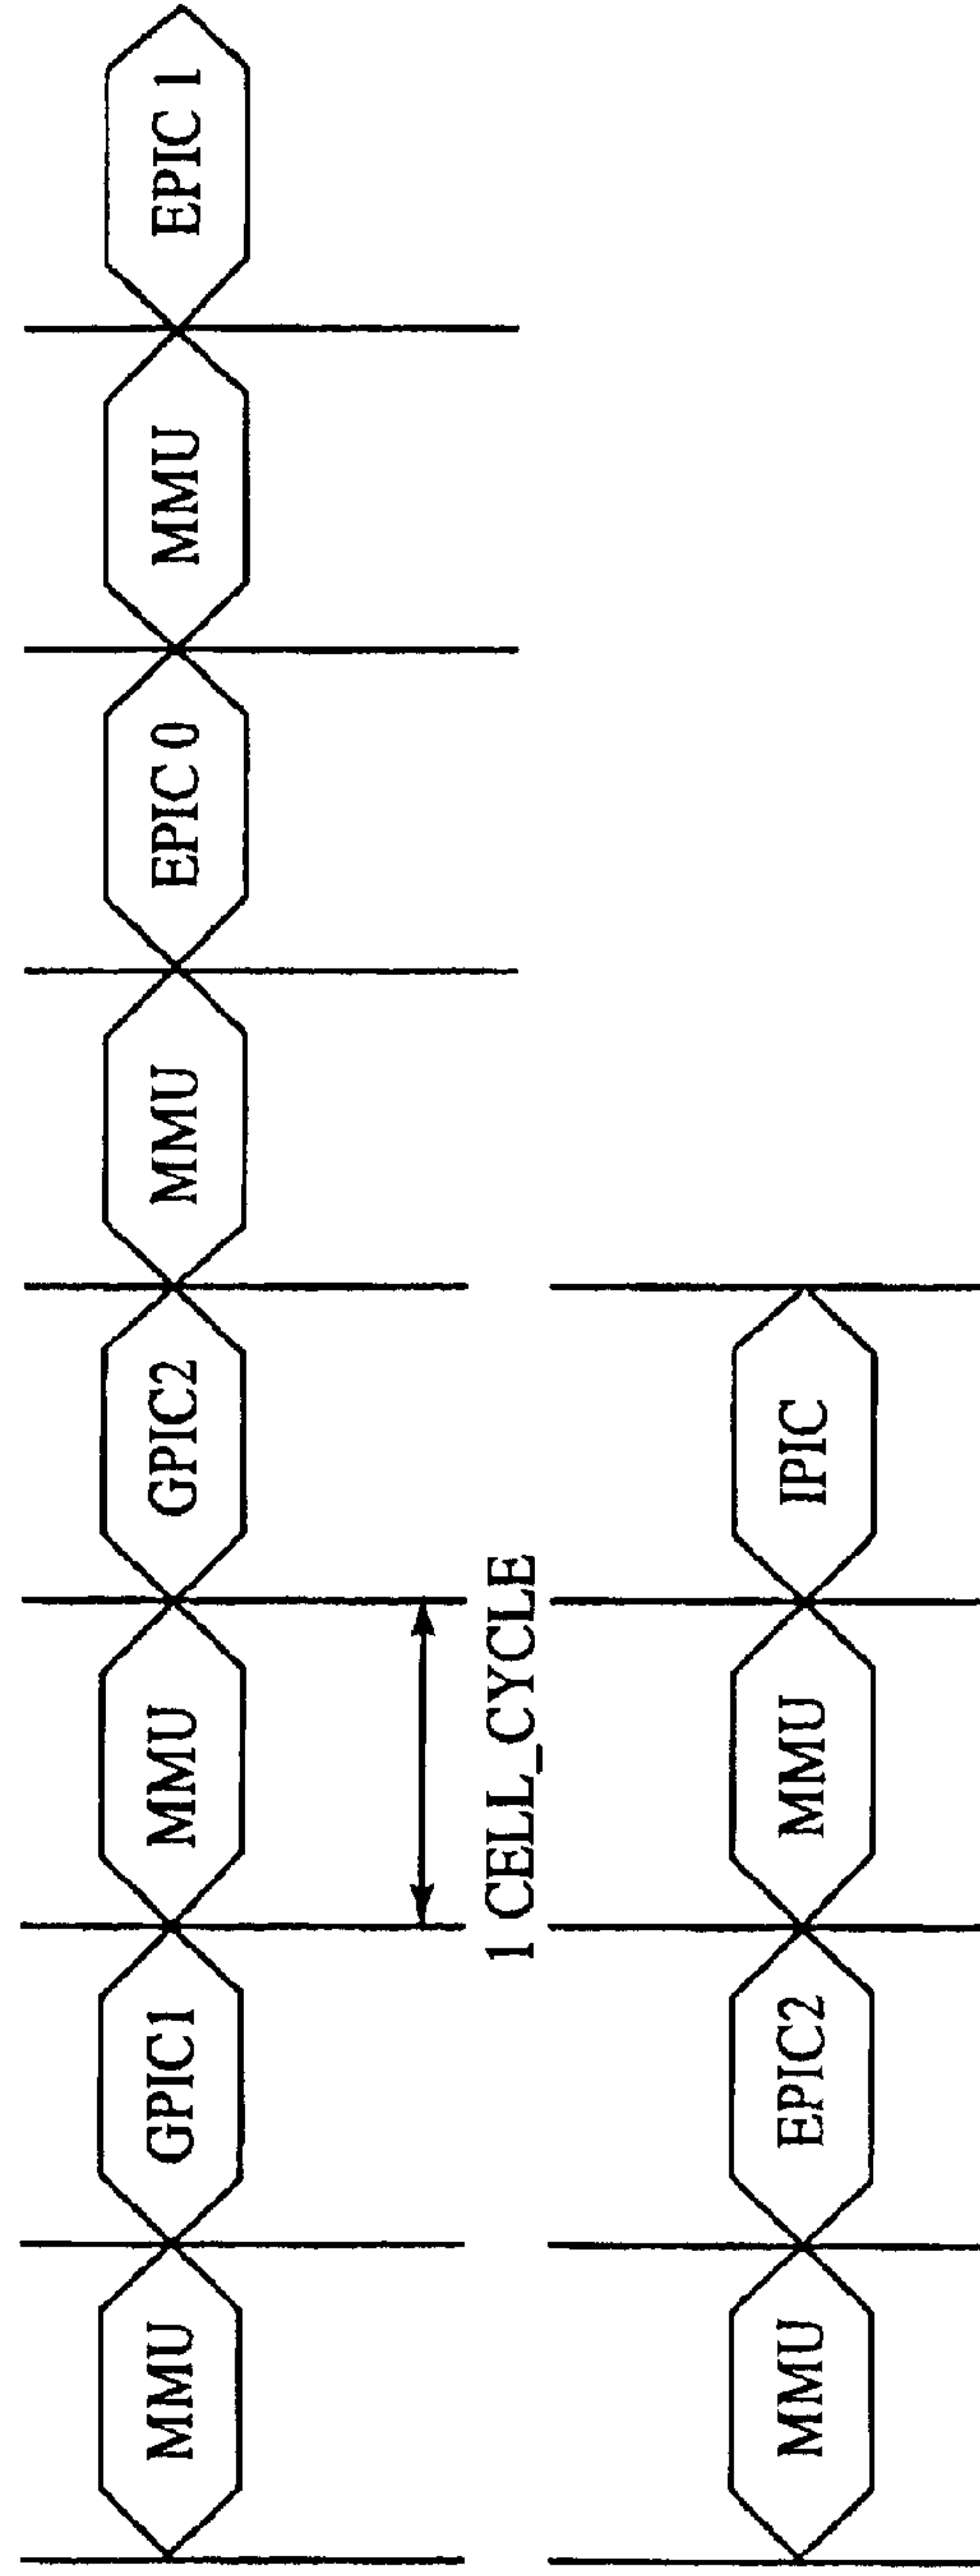 MMU
GPIC1
MMU
GPIC2
MMU
EPIC 0
MMU
EPIC 1
1 CELL_CYCLE
MMU
EPIC2
MMU
IPIC